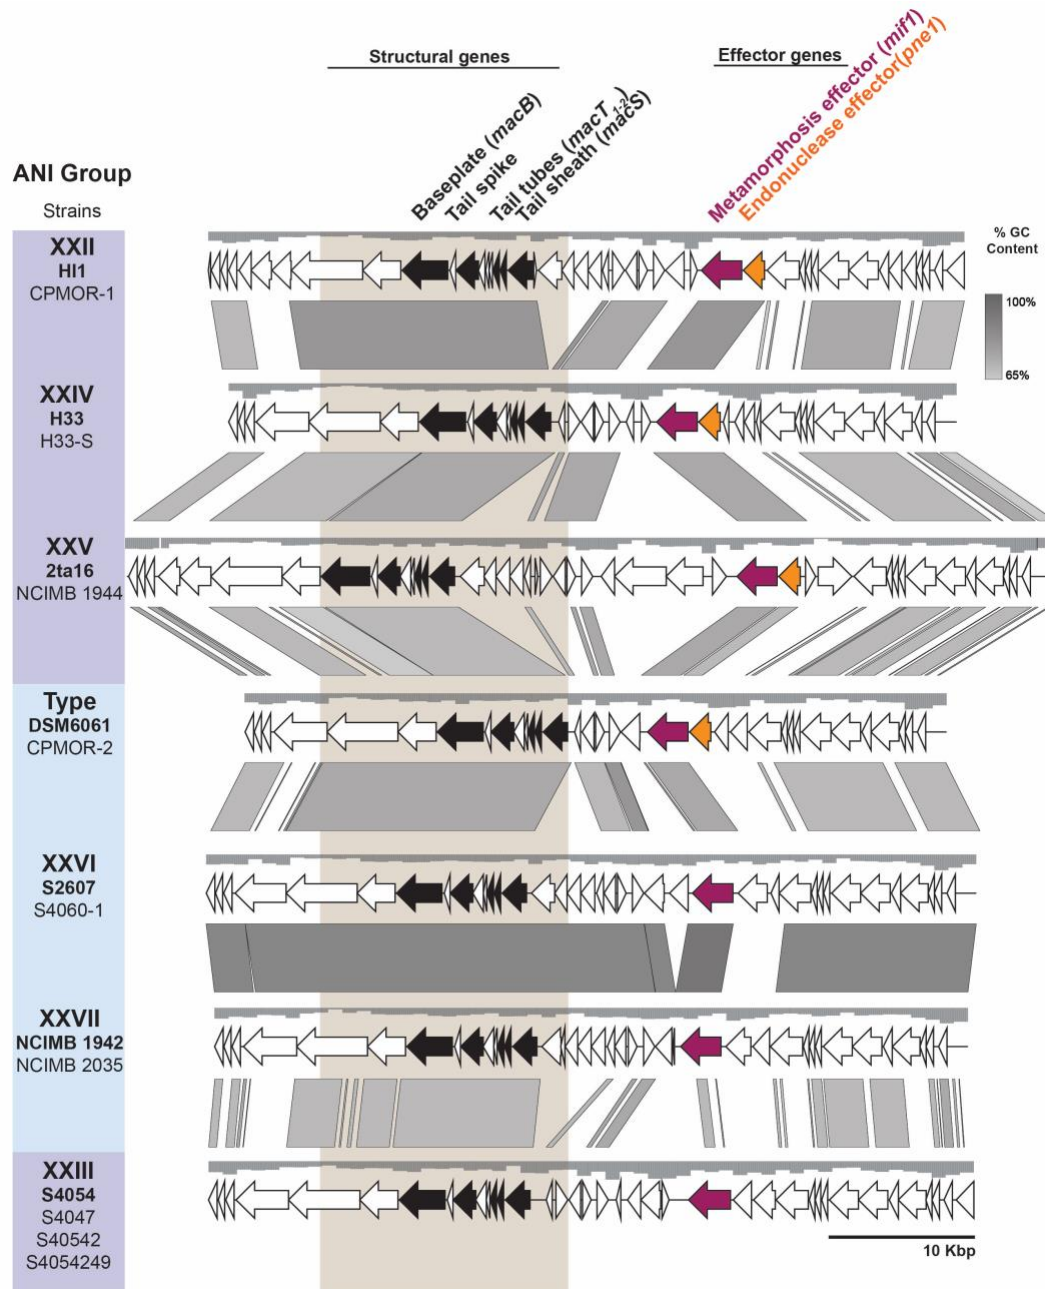 Structural genes
Effector genes
Baseplate (macB)
Tail spike
Tail tubes (macT 1-2)
Tail sheath (macS)
Metamorphosis effector (mif1)
Endonuclease effector(pne1)
ANI Group
Strains
% GC
Content
100%
65%
XXII
HI1
CPMOR-1
XXIV
H33
H33-S
XXV
2ta16
NCIMB 1944
Type
DSM6061
CPMOR-2
XXVI
S2607
S4060-1
XXVII
NCIMB 1942
NCIMB 2035
XXIII
S4054
S4047
S40542
S4054249
10 Kbp